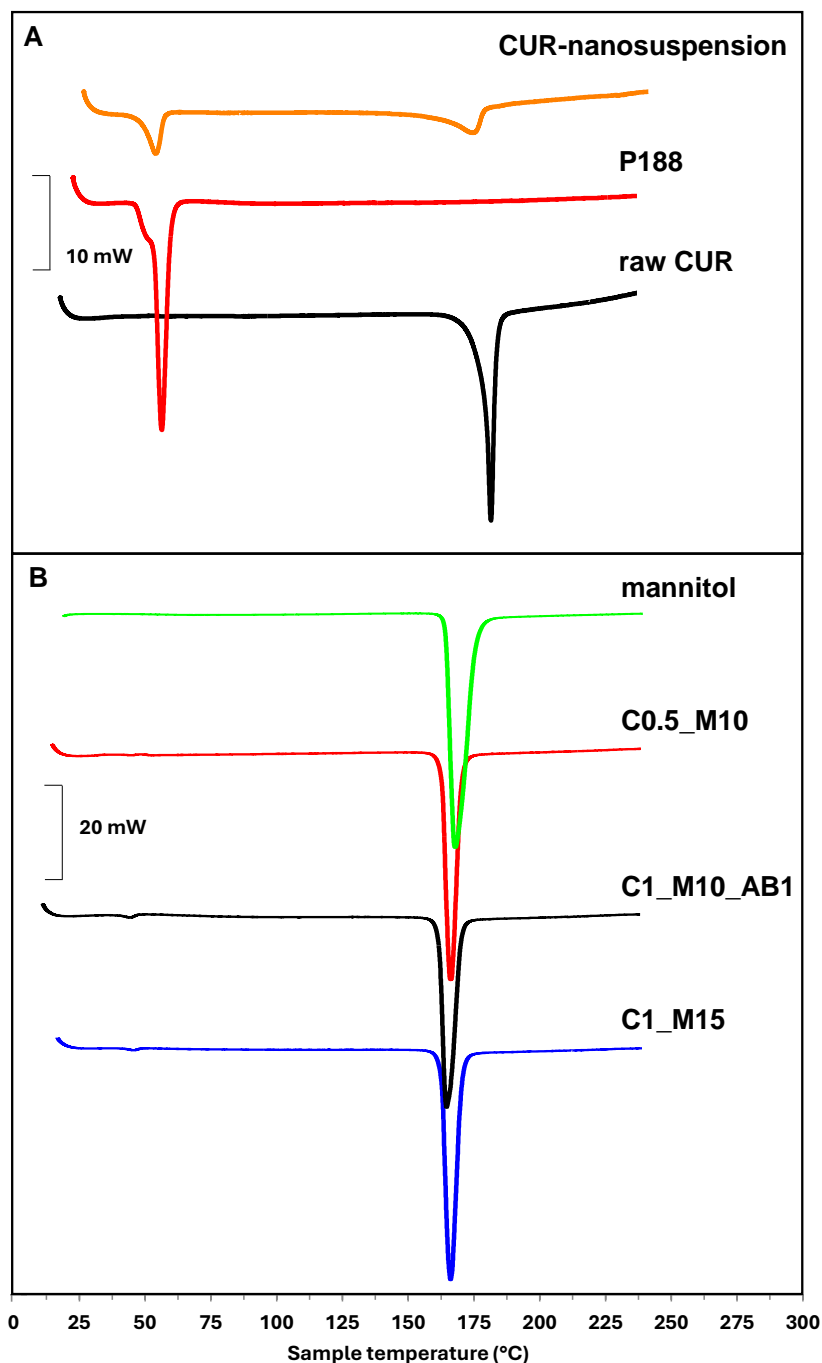 A
CUR-nanosuspension
P188
10 mW
raw CUR
B
mannitol
C0.5_M10
20 mW
C1_M10_AB1
C1_M15
0 25 50 75 100 125 150 175 200 225 250 275 300
Sample temperature (°C)